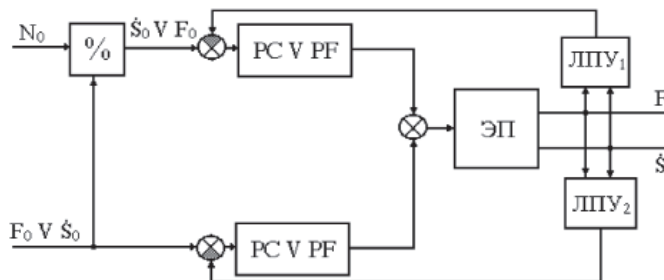 N₀
%
Ṡ₀ V F₀
PC V PF
ЛПУ₁
F
ЭП
Ṡ
ЛПУ₂
F₀ V Ṡ₀
PC V PF